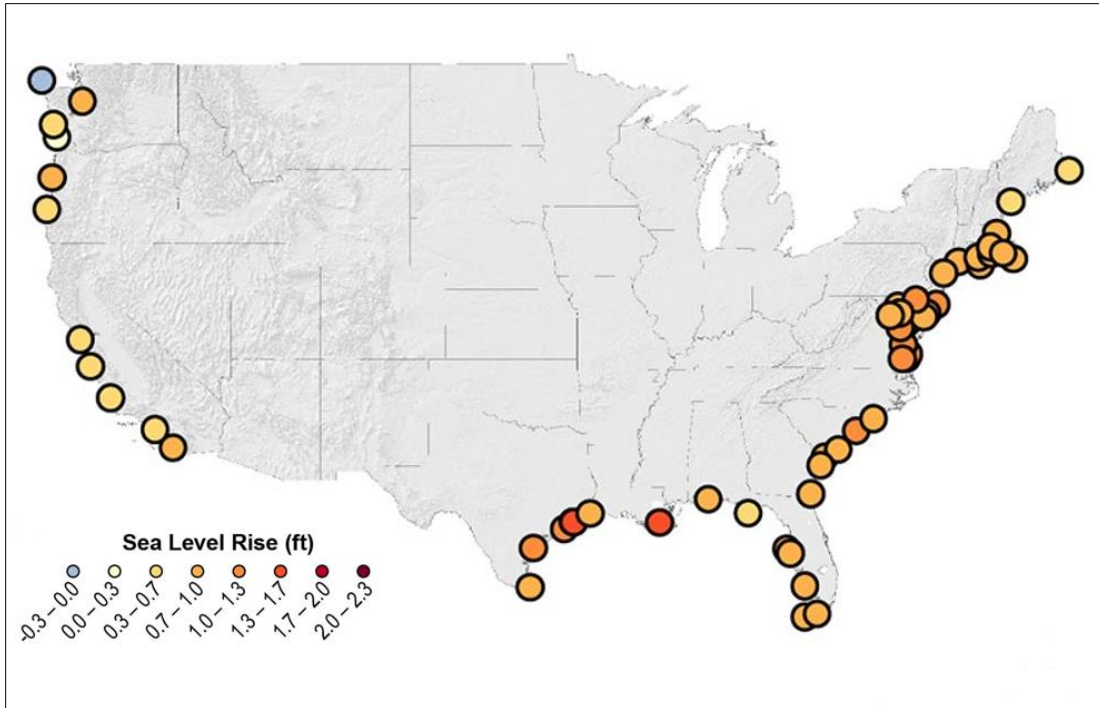 Sea Level Rise (ft)
-0.3 – 0.0
0.0 – 0.3
0.3 – 0.7
0.7 – 1.0
1.0 – 1.3
1.3 – 1.7
1.7 – 2.0
2.0 – 2.3